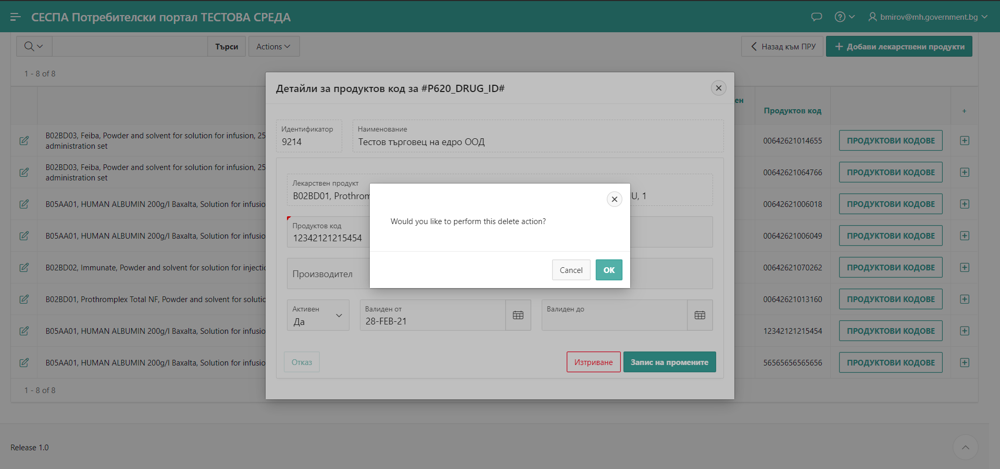 СЕСПА Потребителски портал ТЕСТОВА СРЕДА
bmirov@mh.government.bg
Търси
Actions
Назад към ПРУ
Добави лекарствени продукти
1 - 8 of 8
ен
Продуктов код
+
B02BD03, Feiba, Powder and solvent for solution for infusion, 25
administration set
00642621014655
ПРОДУКТОВИ КОДОВЕ
B02BD03, Feiba, Powder and solvent for solution for infusion, 25
administration set
00642621064766
ПРОДУКТОВИ КОДОВЕ
B05AA01, HUMAN ALBUMIN 200g/l Baxalta, Solution for infusio
00642621006018
ПРОДУКТОВИ КОДОВЕ
B05AA01, HUMAN ALBUMIN 200g/l Baxalta, Solution for infusio
00642621006049
ПРОДУКТОВИ КОДОВЕ
B02BD02, Immunate, Powder and solvent for solution for injectio
00642621070262
ПРОДУКТОВИ КОДОВЕ
B02BD01, Prothromplex Total NF, Powder and solvent for solutio
00642621013160
ПРОДУКТОВИ КОДОВЕ
B05AA01, HUMAN ALBUMIN 200g/l Baxalta, Solution for infusio
12342121215454
ПРОДУКТОВИ КОДОВЕ
B05AA01, HUMAN ALBUMIN 200g/l Baxalta, Solution for infusio
56565656565656
ПРОДУКТОВИ КОДОВЕ
1 - 8 of 8
Детайли за продуктов код за #P620_DRUG_ID#
Идентификатор
9214
Наименование
Тестов търговец на едро ООД
Лекарствен продукт
B02BD01, Prothrom
U, 1
Продуктов код
12342121215454
Производител
Активен
Да
Валиден от
28-FEB-21
Валиден до
Отказ
Изтриване
Запис на промените
Would you like to perform this delete action?
Cancel
OK
Release 1.0